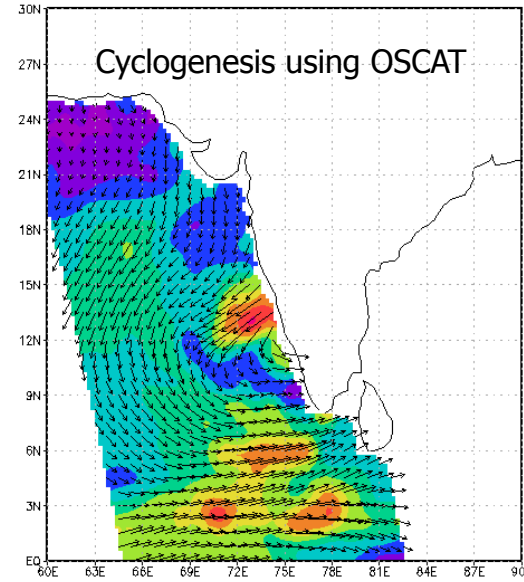 Cyclogenesis using OSCAT
30N
27N
24N
21N
18N
15N
12N
9N
6N
3N
EQ
60E 63E 66E 69E 72E 75E 78E 81E 84E 87E 90